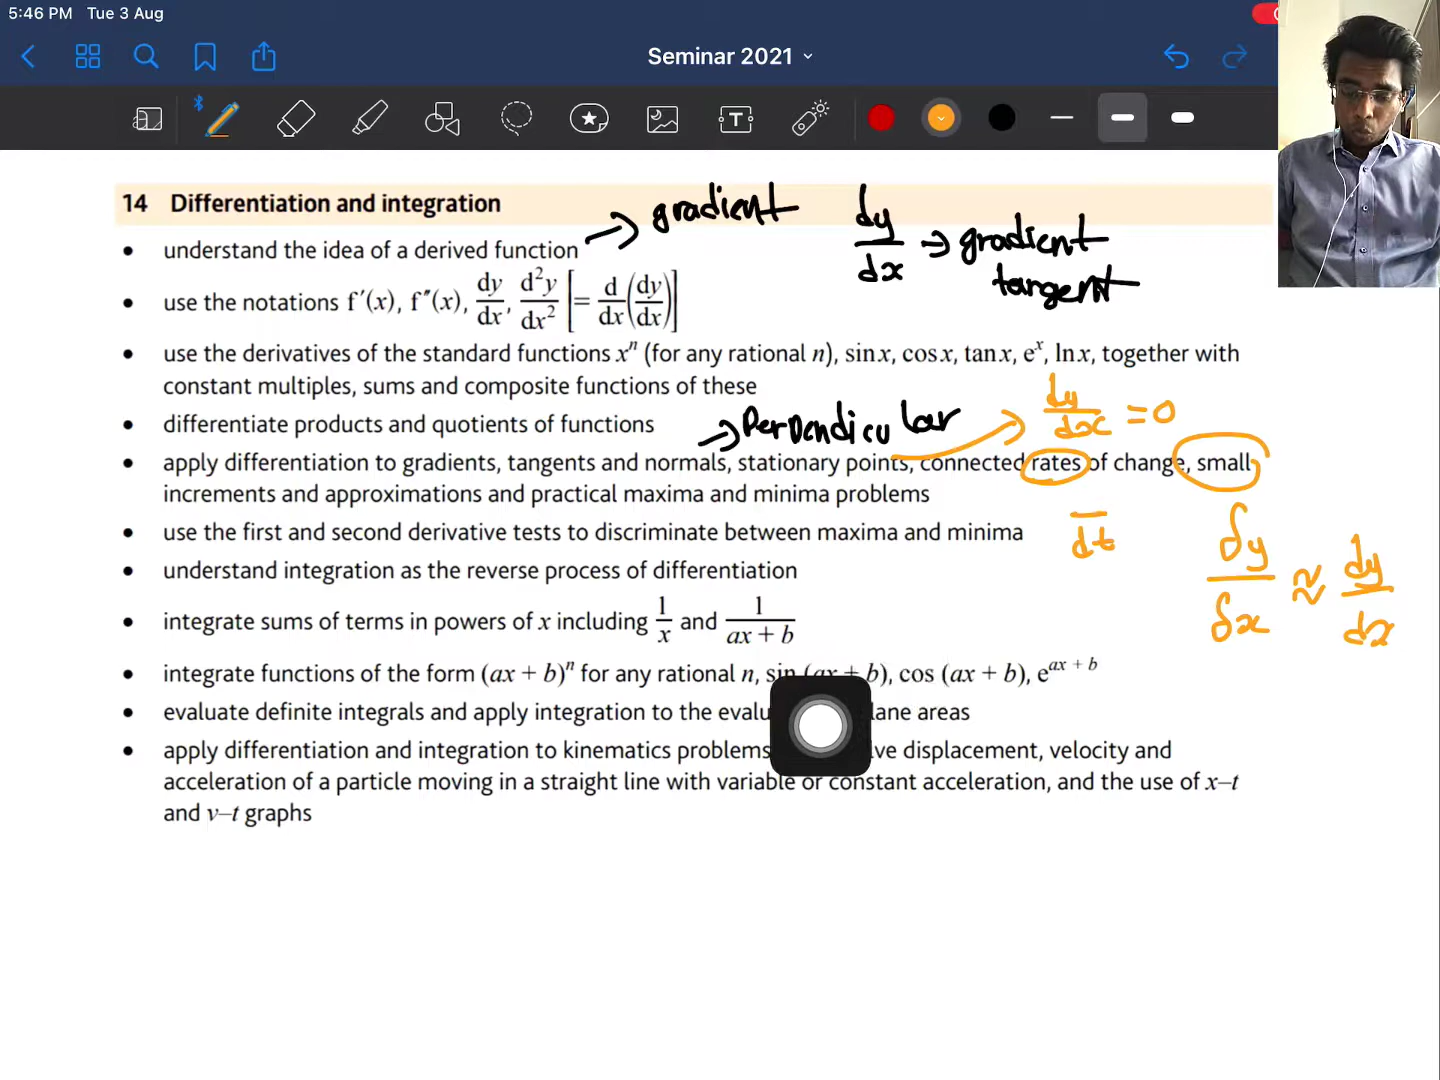 5:46 PM Tue 3 Aug
Seminar 2021
T
14 Differentiation and integration
→ gradient
dy/dx → gradient
tangent
• understand the idea of a derived function
• use the notations f′(x), f″(x), dy/dx, d²y/dx² [= d/dx(dy/dx)]
• use the derivatives of the standard functions xⁿ (for any rational n), sin x, cos x, tan x, eˣ, ln x, together with
constant multiples, sums and composite functions of these
dy/dx = 0
• differentiate products and quotients of functions
→ Perpendicular
• apply differentiation to gradients, tangents and normals, stationary points, connected rates of change, small
increments and approximations and practical maxima and minima problems
• use the first and second derivative tests to discriminate between maxima and minima
‾/dt
δy/δx ≈ dy/dx
• understand integration as the reverse process of differentiation
• integrate sums of terms in powers of x including 1/x and 1/(ax + b)
• integrate functions of the form (ax + b)ⁿ for any rational n, sin (ax + b), cos (ax + b), e^(ax + b)
• evaluate definite integrals and apply integration to the evalu lane areas
• apply differentiation and integration to kinematics problems lve displacement, velocity and
acceleration of a particle moving in a straight line with variable or constant acceleration, and the use of x–t
and v–t graphs